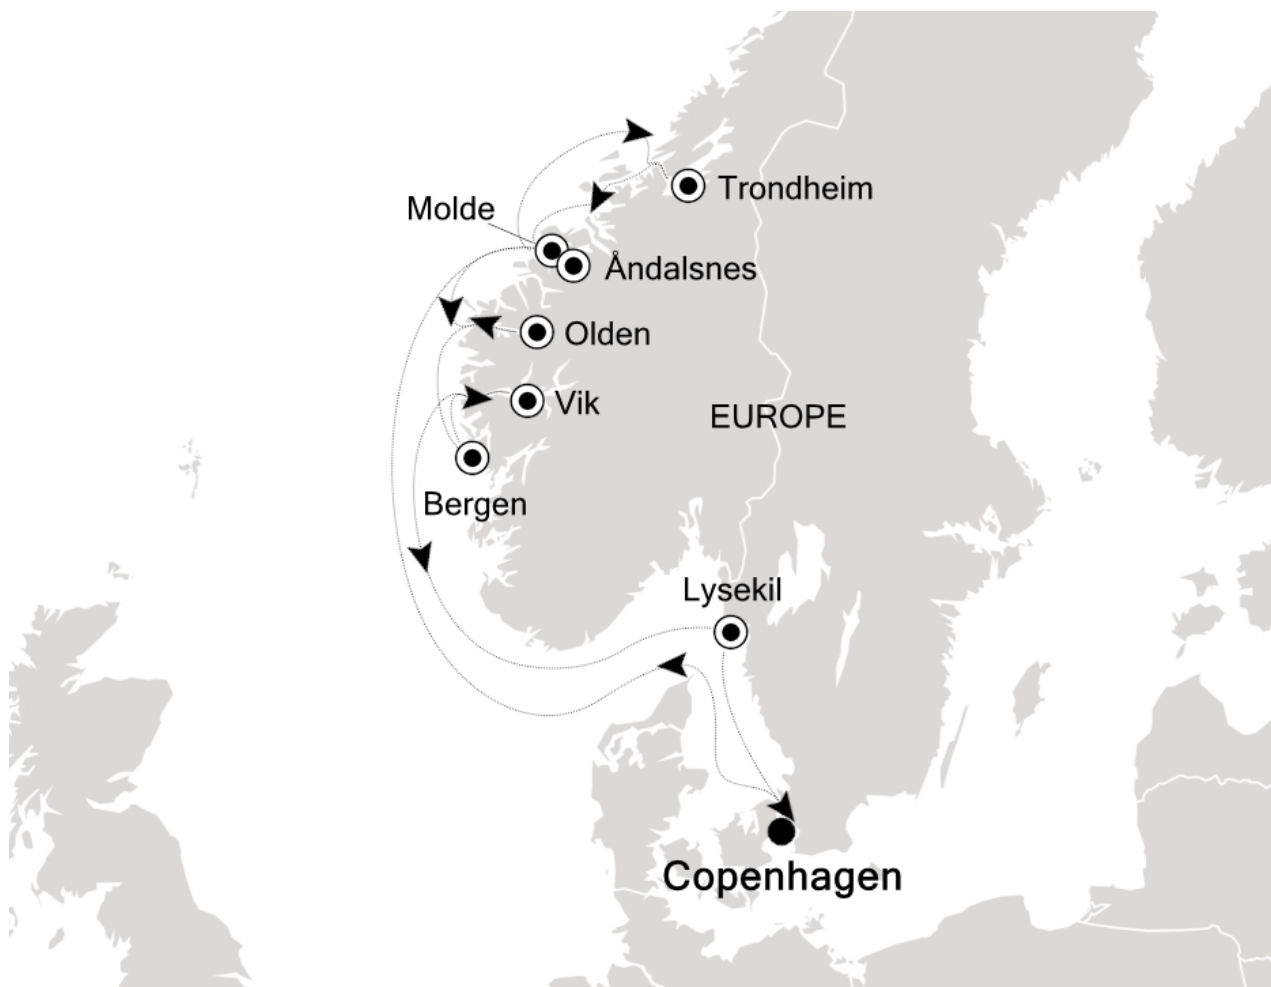 Trondheim
Molde
Åndalsnes
Olden
Vik
EUROPE
Bergen
Lysekil
Copenhagen